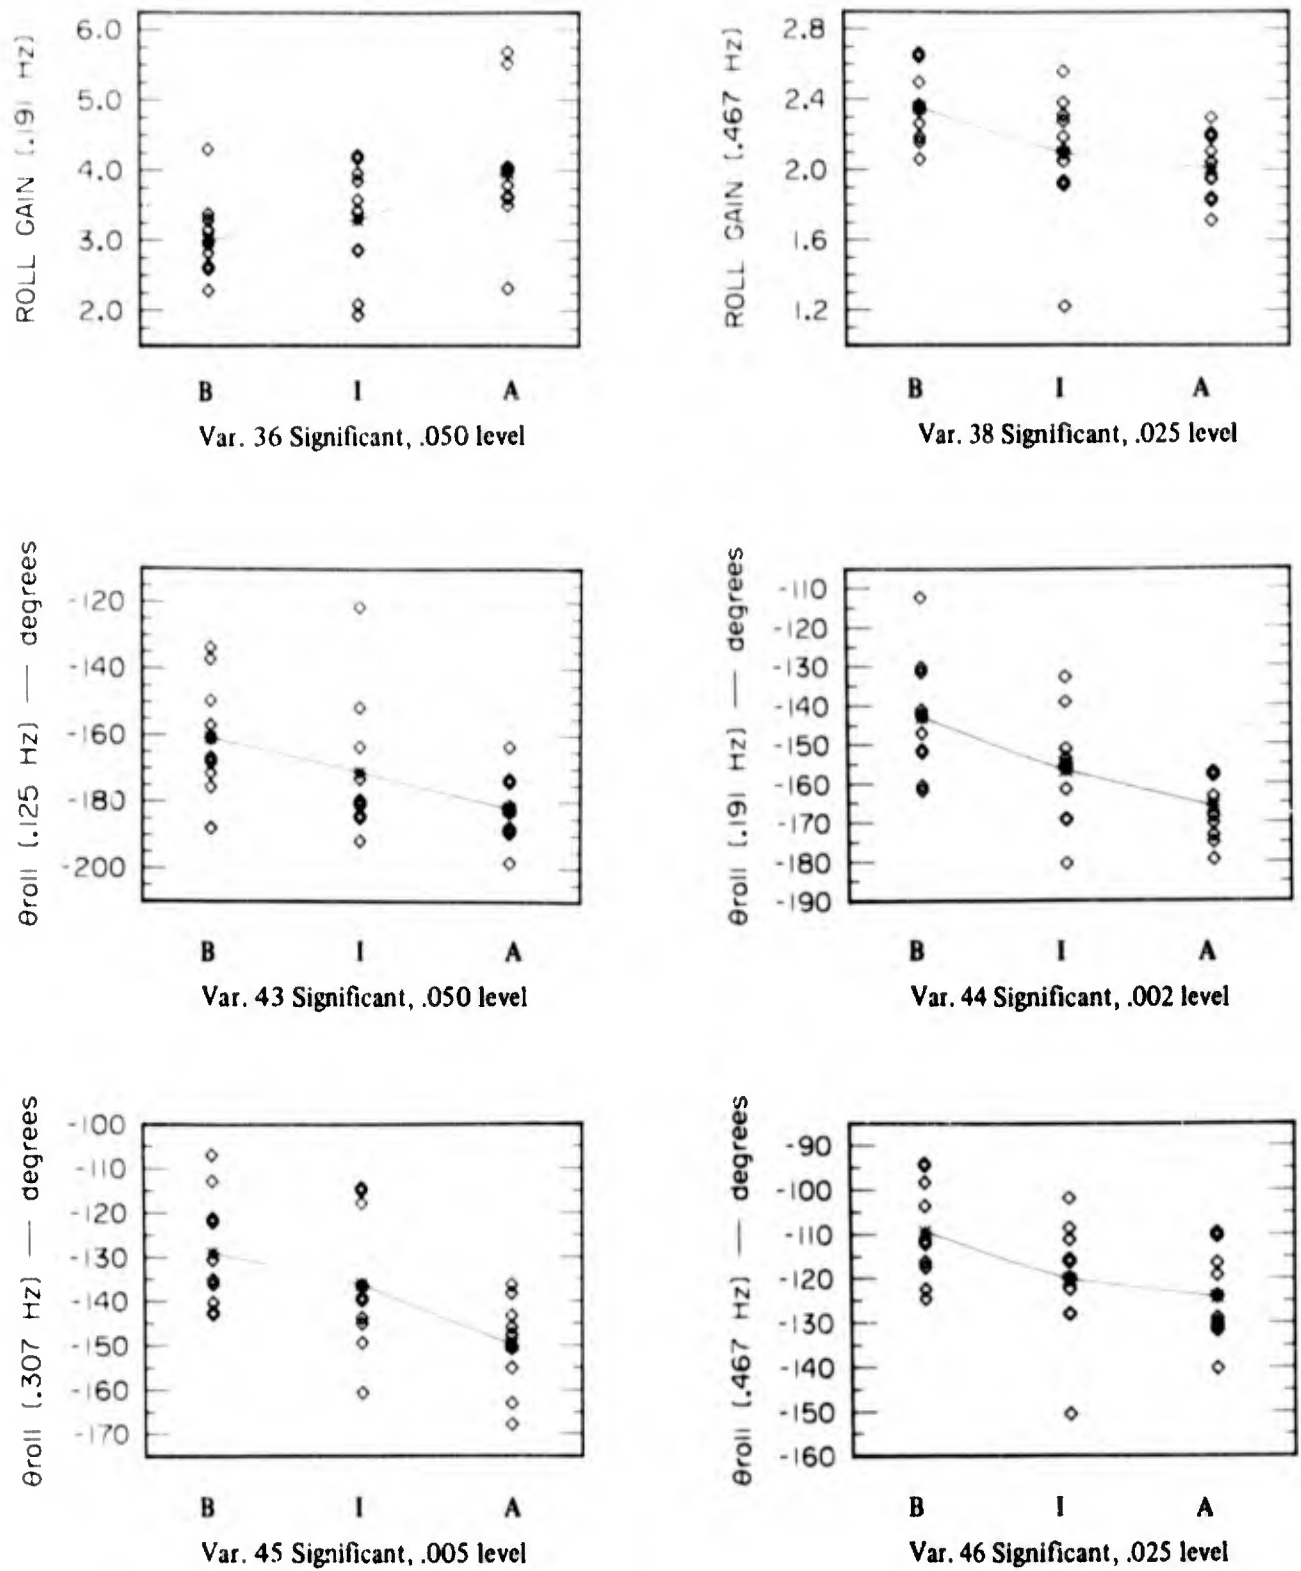 ROLL GAIN (.191 Hz)
6.0
5.0
4.0
3.0
2.0
B I A
Var. 36 Significant, .050 level
ROLL GAIN (.467 Hz)
2.8
2.4
2.0
1.6
1.2
B I A
Var. 38 Significant, .025 level
θroll (.125 Hz) — degrees
-120
-140
-160
-180
-200
B I A
Var. 43 Significant, .050 level
θroll (.191 Hz) — degrees
-110
-120
-130
-140
-150
-160
-170
-180
-190
B I A
Var. 44 Significant, .002 level
θroll (.307 Hz) — degrees
-100
-110
-120
-130
-140
-150
-160
-170
B I A
Var. 45 Significant, .005 level
θroll (.467 Hz) — degrees
-90
-100
-110
-120
-130
-140
-150
-160
B I A
Var. 46 Significant, .025 level